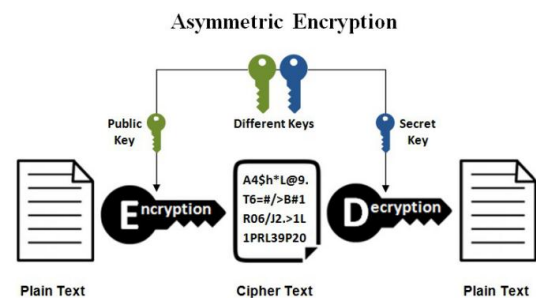 Asymmetric Encryption
Public
Key
Different Keys
Secret
Key
Encryption
A4$h*L@9.
T6=#/>B#1
R06/J2.>1L
1PRL39P20
Decryption
Plain Text
Cipher Text
Plain Text